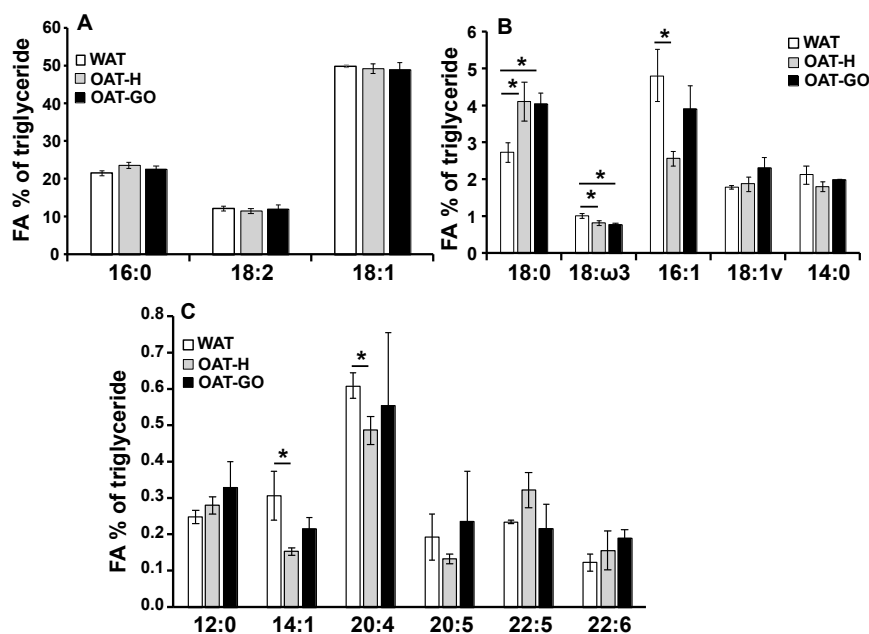 A
FA % of triglyceride
60
50
40
30
20
10
0
WAT
OAT-H
OAT-GO
16:0 18:2 18:1
B
FA % of triglyceride
6
5
4
3
2
1
0
* * * * *
WAT
OAT-H
OAT-GO
18:0 18:ω3 16:1 18:1v 14:0
C
FA % of triglyceride
0.8
0.7
0.6
0.5
0.4
0.3
0.2
0.1
0.0
WAT
OAT-H
OAT-GO
* *
12:0 14:1 20:4 20:5 22:5 22:6